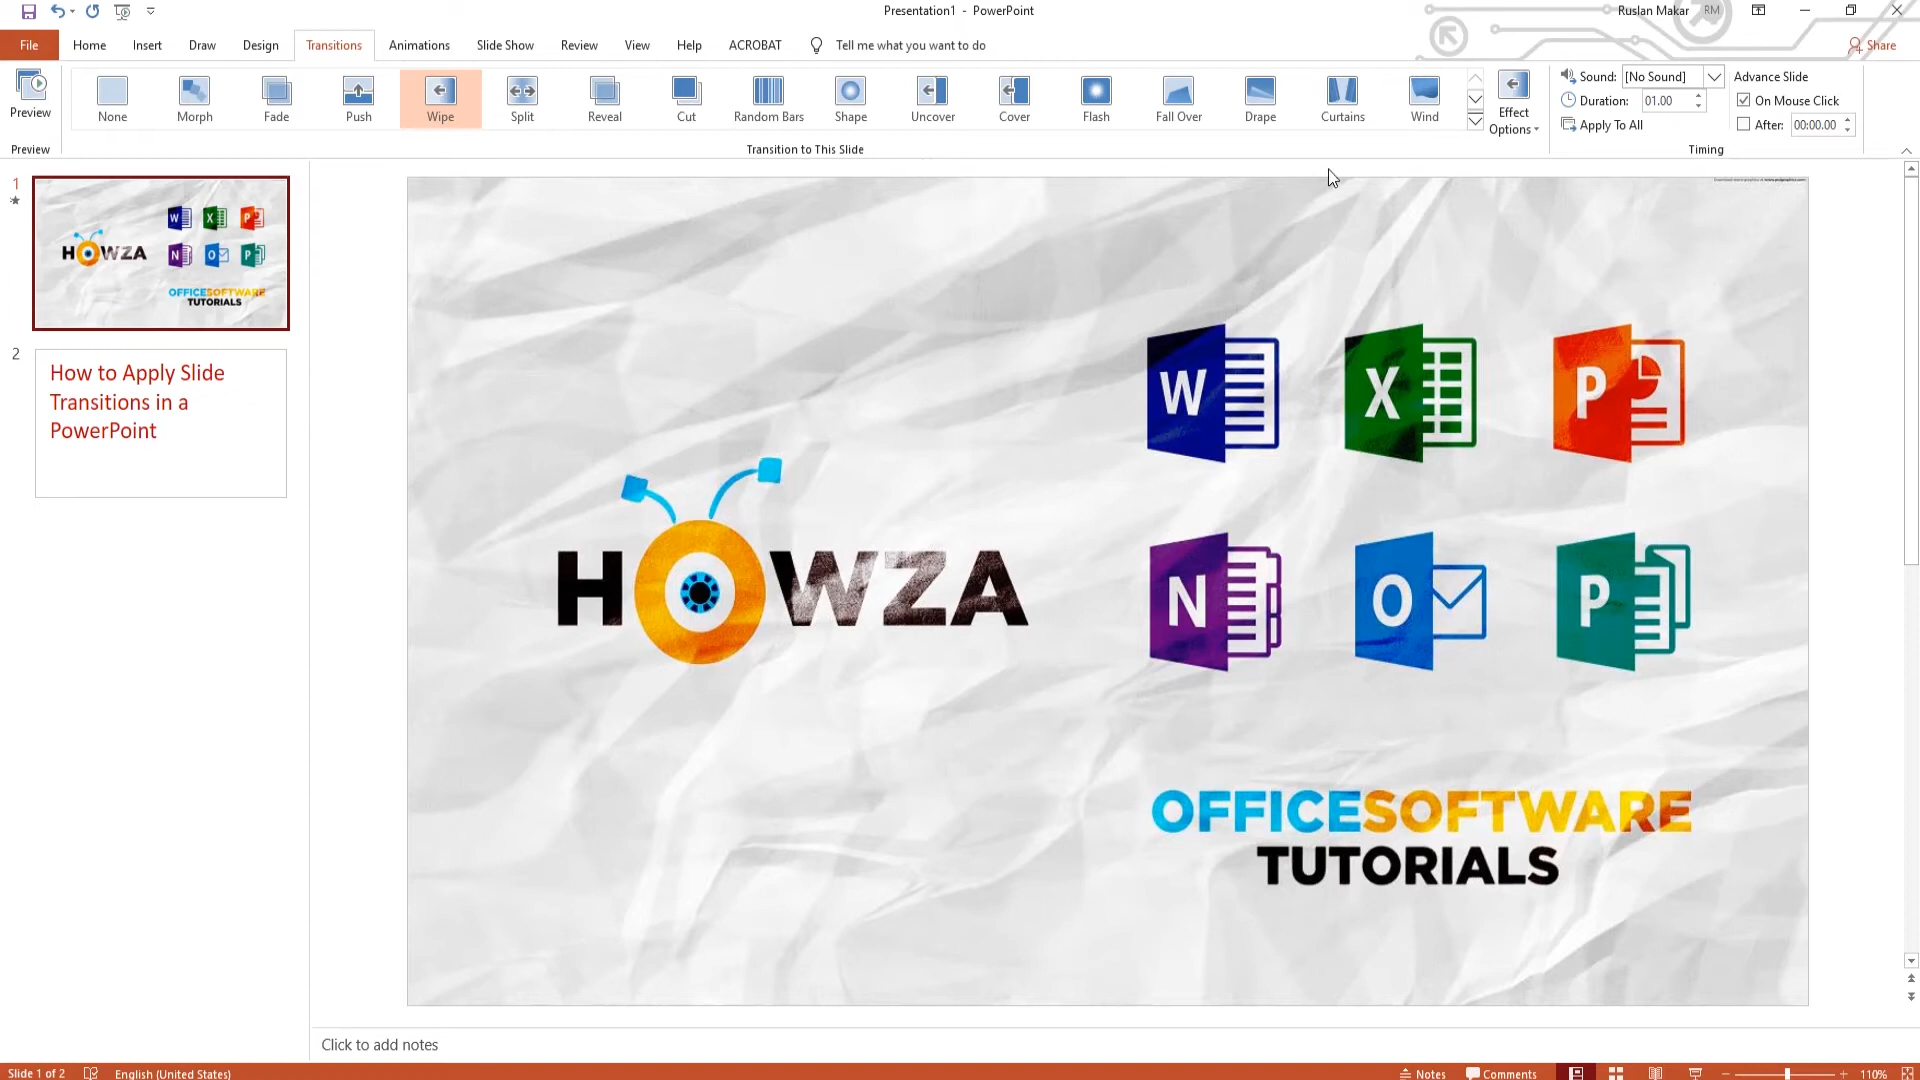 Presentation1 - PowerPoint
Ruslan Makar RM
File Home Insert Draw Design Transitions Animations Slide Show Review View Help ACROBAT Tell me what you want to do Share
Preview
None Morph Fade Push Wipe Split Reveal Cut Random Bars Shape Uncover Cover Flash Fall Over Drape Curtains Wind
Effect
Options
Sound: [No Sound]
Duration: 01.00
Apply To All
Advance Slide
On Mouse Click
After: 00:00.00
Preview
Transition to This Slide
Timing
1
W X P
HOWZA
N O P
OFFICESOFTWARE
TUTORIALS
2
How to Apply Slide
Transitions in a
PowerPoint
W X P
HOWZA
N O P
OFFICESOFTWARE
TUTORIALS
Click to add notes
Slide 1 of 2 English (United States) Notes Comments 110%